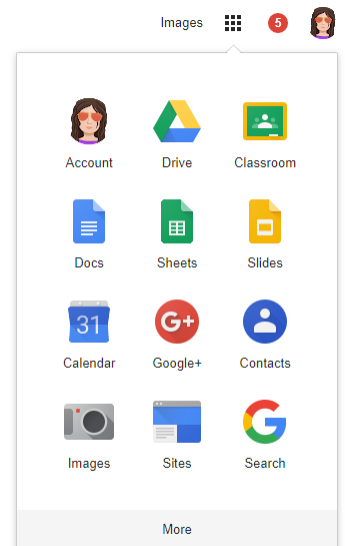 Images 5
Account Drive Classroom
Docs Sheets Slides
31 G+
Calendar Google+ Contacts
Images Sites Search
More